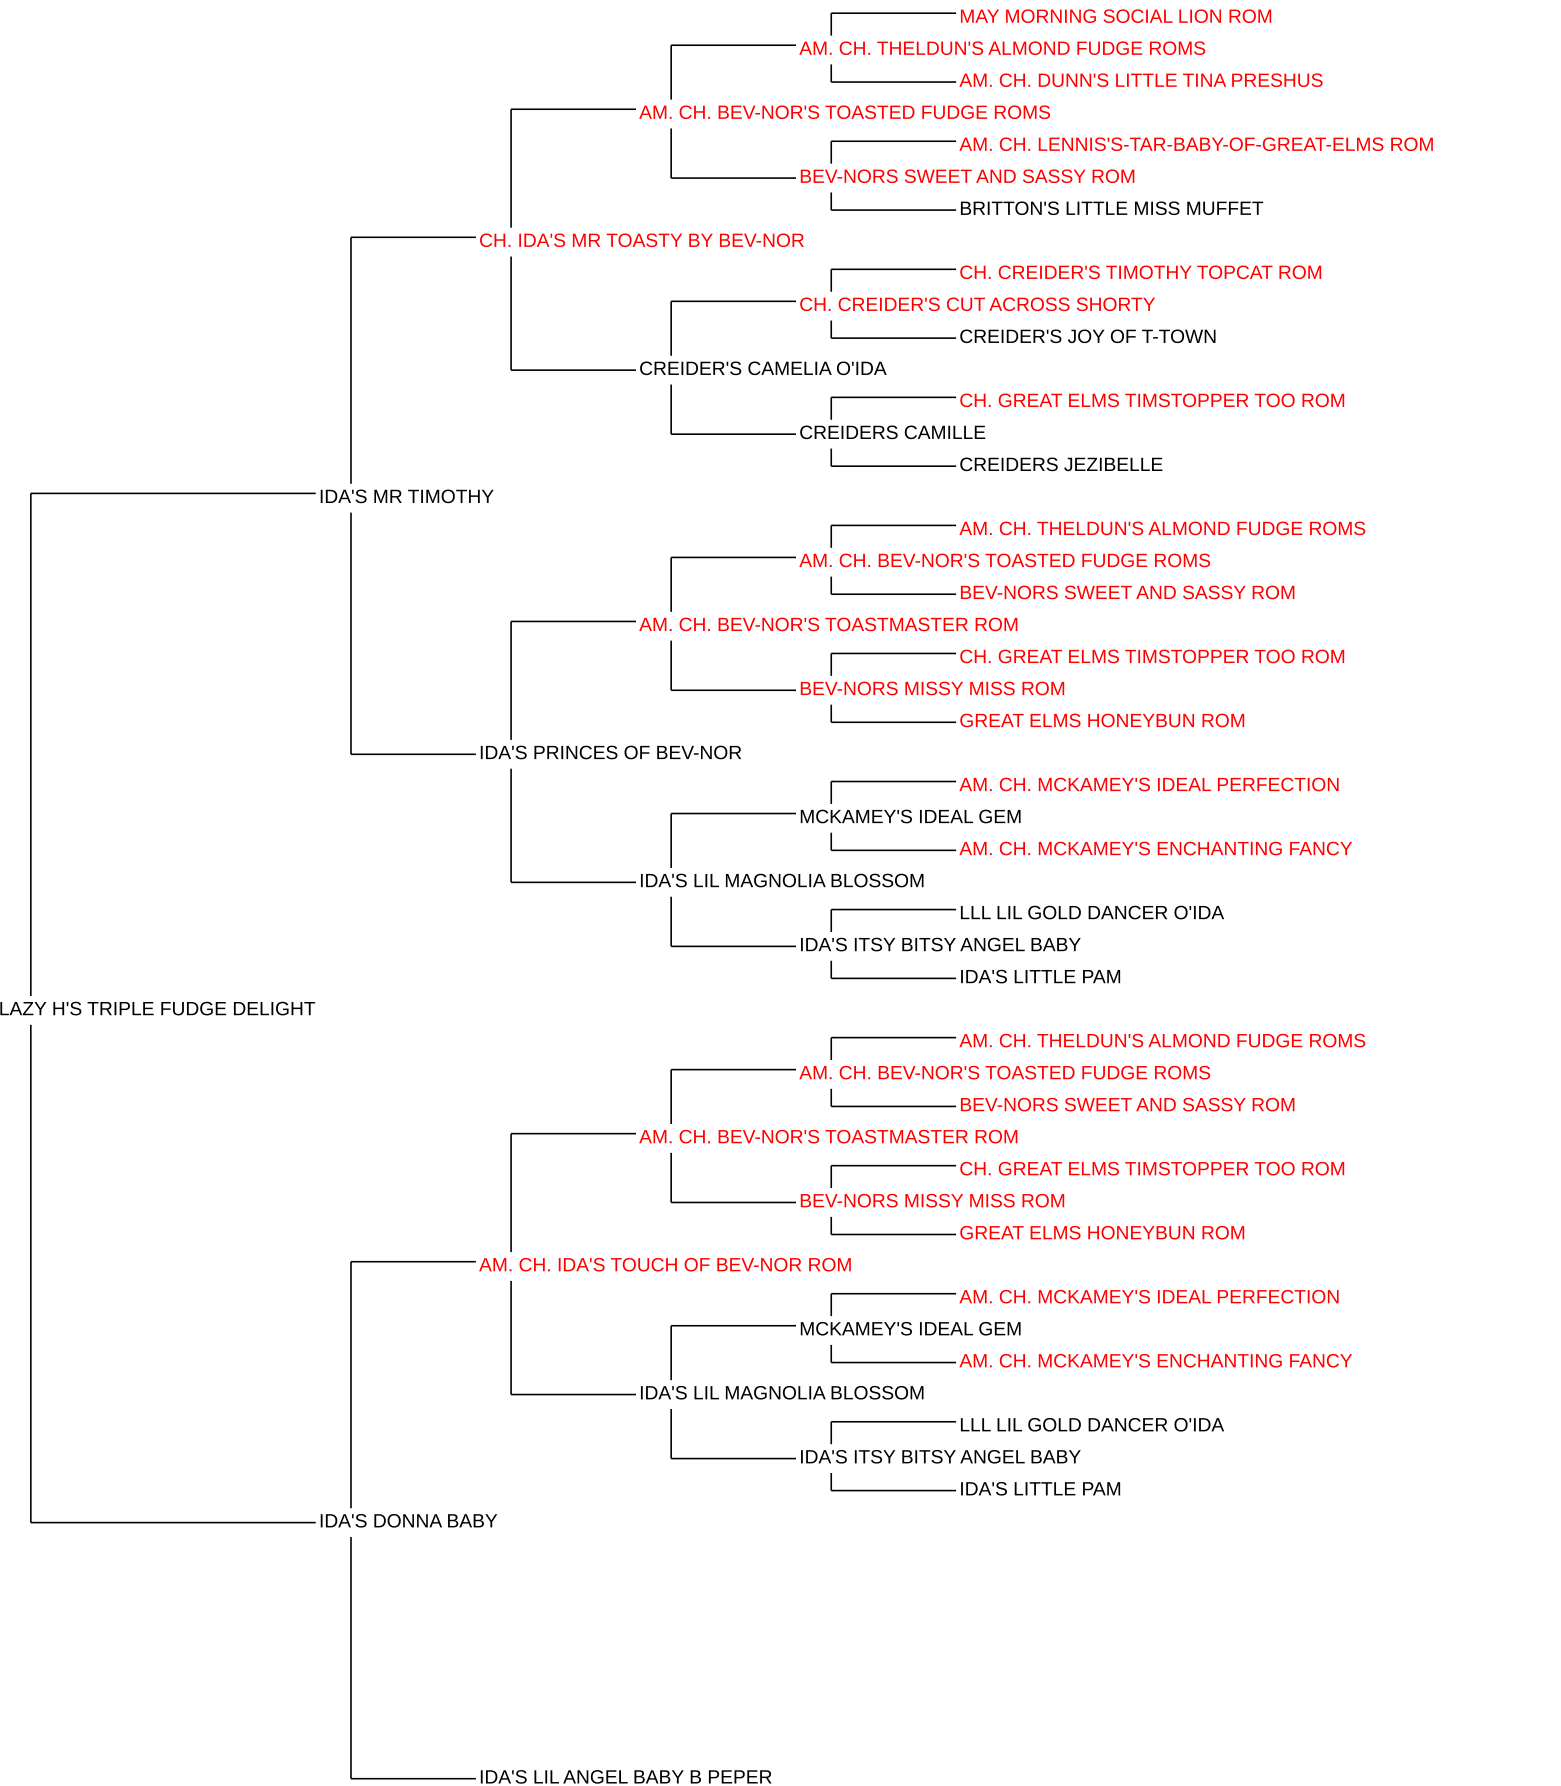 MAY MORNING SOCIAL LION ROM
AM. CH. THELDUN'S ALMOND FUDGE ROMS
AM. CH. DUNN'S LITTLE TINA PRESHUS
AM. CH. BEV-NOR'S TOASTED FUDGE ROMS
AM. CH. LENNIS'S-TAR-BABY-OF-GREAT-ELMS ROM
BEV-NORS SWEET AND SASSY ROM
BRITTON'S LITTLE MISS MUFFET
CH. IDA'S MR TOASTY BY BEV-NOR
CH. CREIDER'S TIMOTHY TOPCAT ROM
CH. CREIDER'S CUT ACROSS SHORTY
CREIDER'S JOY OF T-TOWN
CREIDER'S CAMELIA O'IDA
CH. GREAT ELMS TIMSTOPPER TOO ROM
CREIDERS CAMILLE
CREIDERS JEZIBELLE
IDA'S MR TIMOTHY
AM. CH. THELDUN'S ALMOND FUDGE ROMS
AM. CH. BEV-NOR'S TOASTED FUDGE ROMS
BEV-NORS SWEET AND SASSY ROM
AM. CH. BEV-NOR'S TOASTMASTER ROM
CH. GREAT ELMS TIMSTOPPER TOO ROM
BEV-NORS MISSY MISS ROM
GREAT ELMS HONEYBUN ROM
IDA'S PRINCES OF BEV-NOR
AM. CH. MCKAMEY'S IDEAL PERFECTION
MCKAMEY'S IDEAL GEM
AM. CH. MCKAMEY'S ENCHANTING FANCY
IDA'S LIL MAGNOLIA BLOSSOM
LLL LIL GOLD DANCER O'IDA
IDA'S ITSY BITSY ANGEL BABY
IDA'S LITTLE PAM
LAZY H'S TRIPLE FUDGE DELIGHT
AM. CH. THELDUN'S ALMOND FUDGE ROMS
AM. CH. BEV-NOR'S TOASTED FUDGE ROMS
BEV-NORS SWEET AND SASSY ROM
AM. CH. BEV-NOR'S TOASTMASTER ROM
CH. GREAT ELMS TIMSTOPPER TOO ROM
BEV-NORS MISSY MISS ROM
GREAT ELMS HONEYBUN ROM
AM. CH. IDA'S TOUCH OF BEV-NOR ROM
AM. CH. MCKAMEY'S IDEAL PERFECTION
MCKAMEY'S IDEAL GEM
AM. CH. MCKAMEY'S ENCHANTING FANCY
IDA'S LIL MAGNOLIA BLOSSOM
LLL LIL GOLD DANCER O'IDA
IDA'S ITSY BITSY ANGEL BABY
IDA'S LITTLE PAM
IDA'S DONNA BABY
IDA'S LIL ANGEL BABY B PEPER